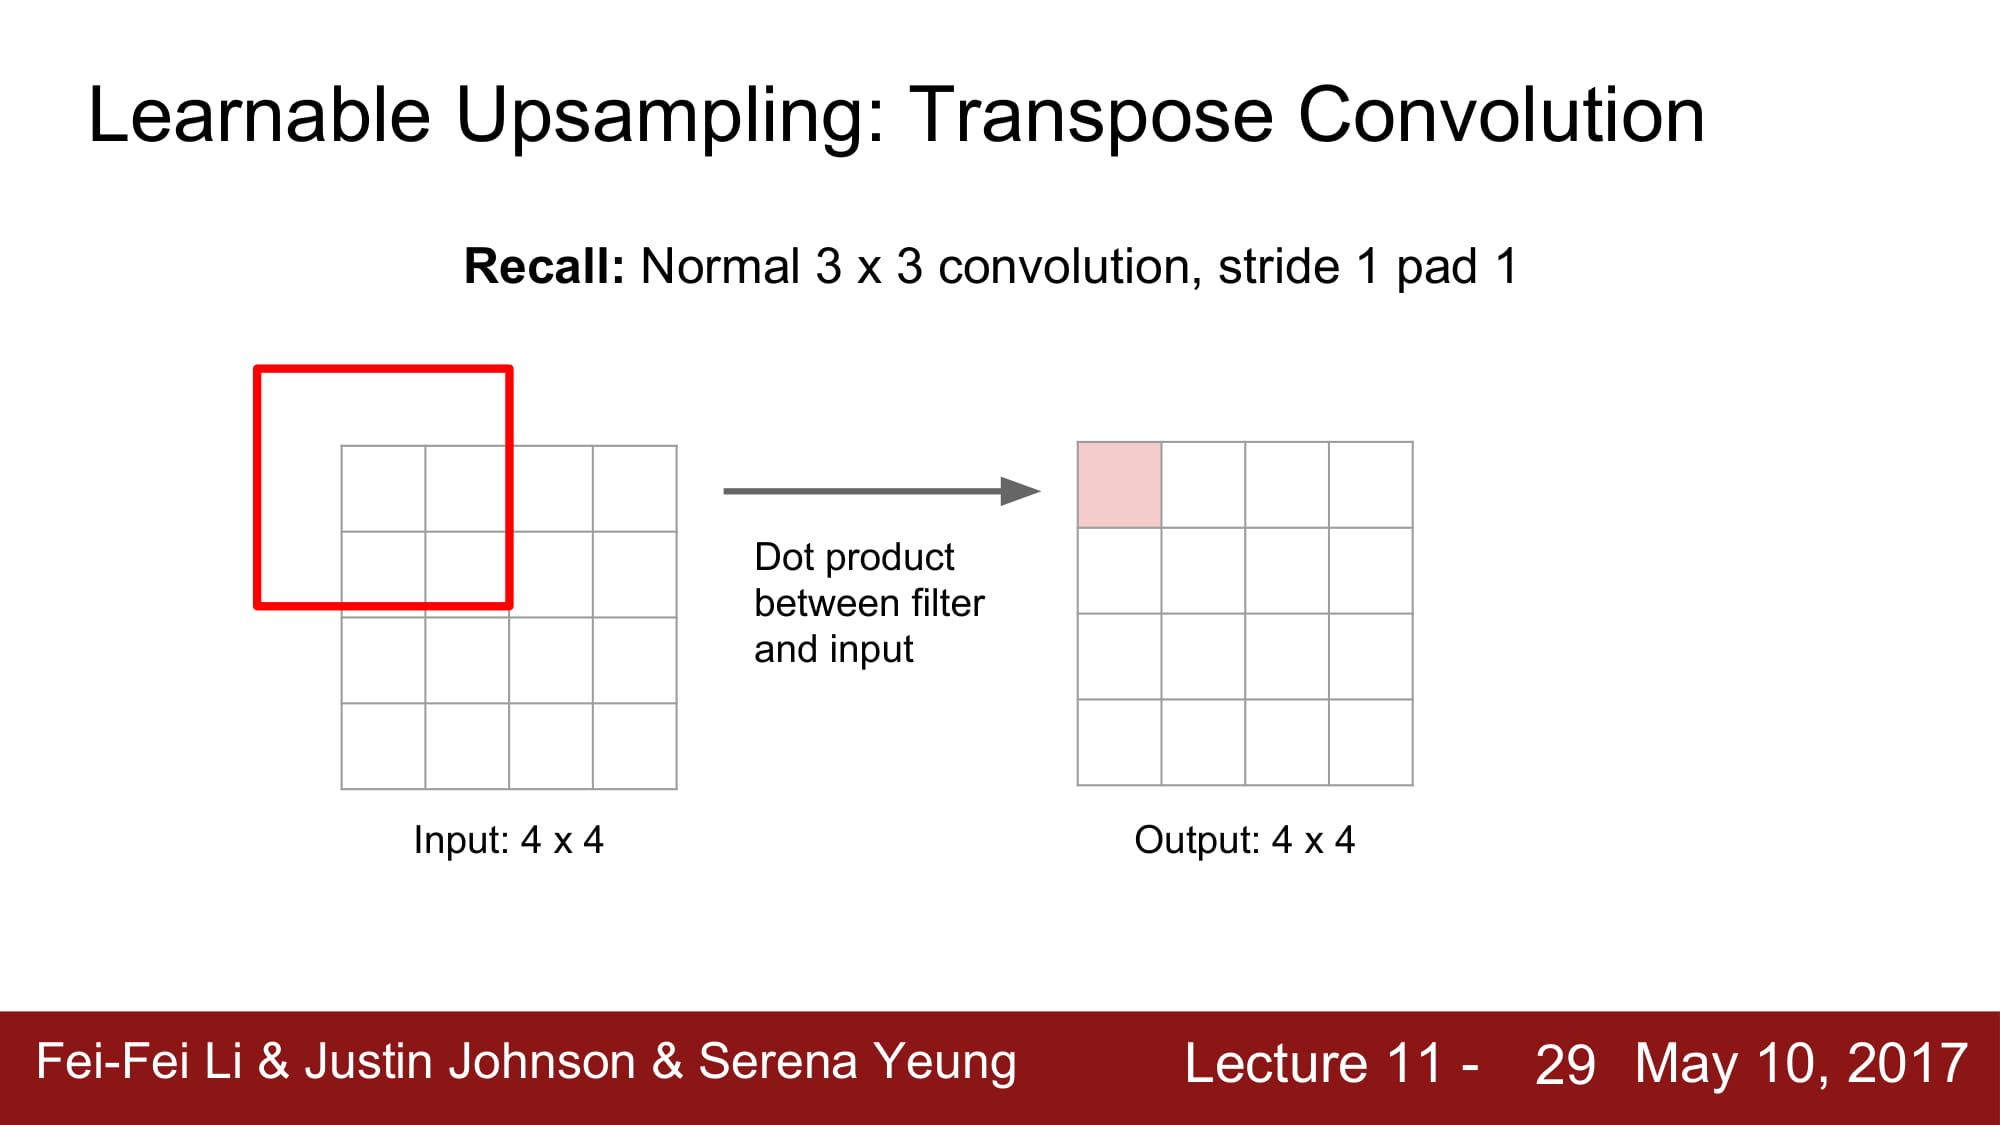 Learnable Upsampling: Transpose Convolution
Recall: Normal 3 x 3 convolution, stride 1 pad 1
Dot product
between filter
and input
Input: 4 x 4
Output: 4 x 4
Fei-Fei Li & Justin Johnson & Serena Yeung
Lecture 11 - 29 May 10, 2017